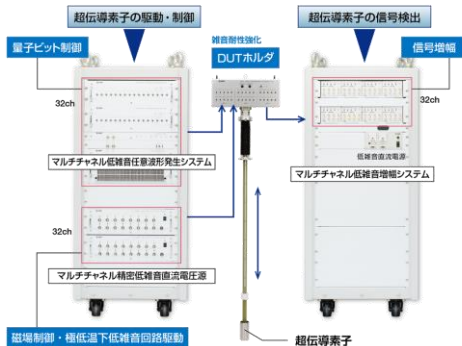 超伝導素子の駆動・制御
超伝導素子の信号検出
量子ビット制御
雑音耐性強化
DUTホルダ
信号増幅
32ch
32ch
マルチチャネル低雑音任意波形発生システム
低雑音直流電源
マルチチャネル低雑音増幅システム
32ch
マルチチャネル精密低雑音直流電圧源
磁場制御・極低温下低雑音回路駆動
超伝導素子